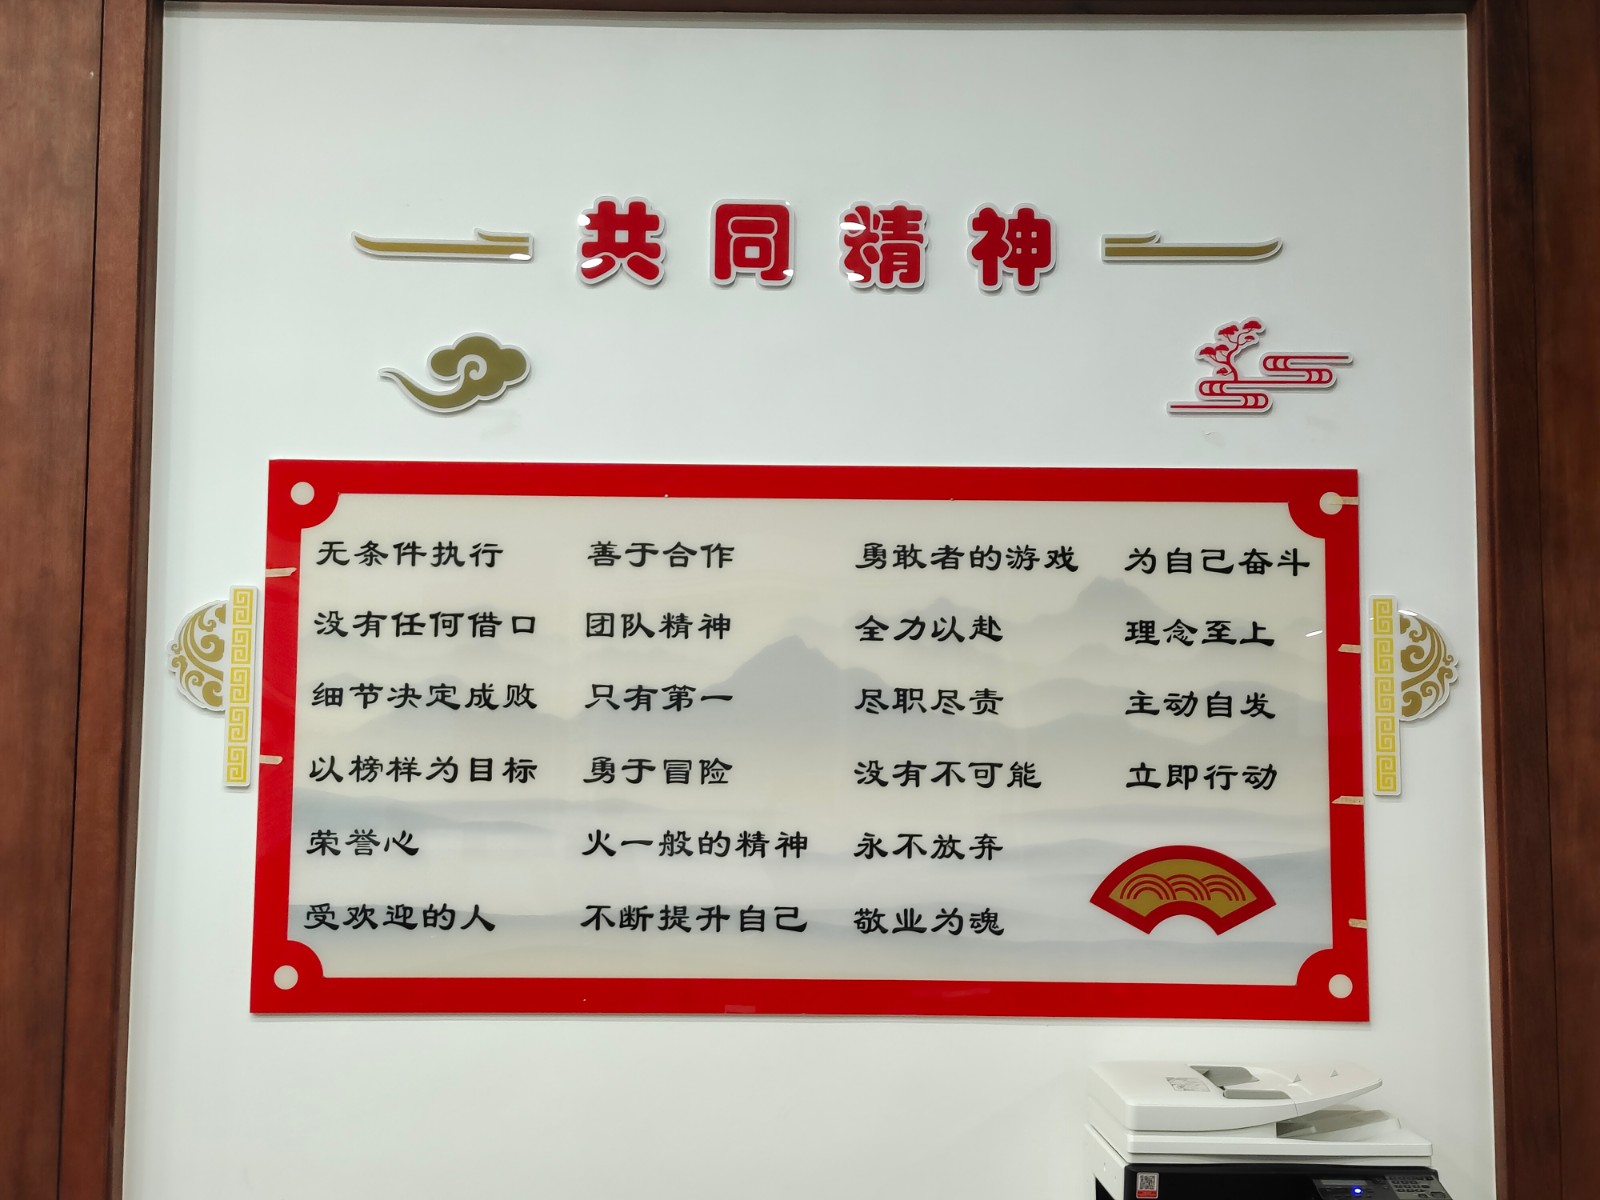 共同精神
无条件执行
没有任何借口
细节决定成败
以榜样为目标
荣誉心
受欢迎的人
善于合作
团队精神
只有第一
勇于冒险
火一般的精神
不断提升自己
勇敢者的游戏
全力以赴
尽职尽责
没有不可能
永不放弃
敬业为魂
为自己奋斗
理念至上
主动自发
立即行动